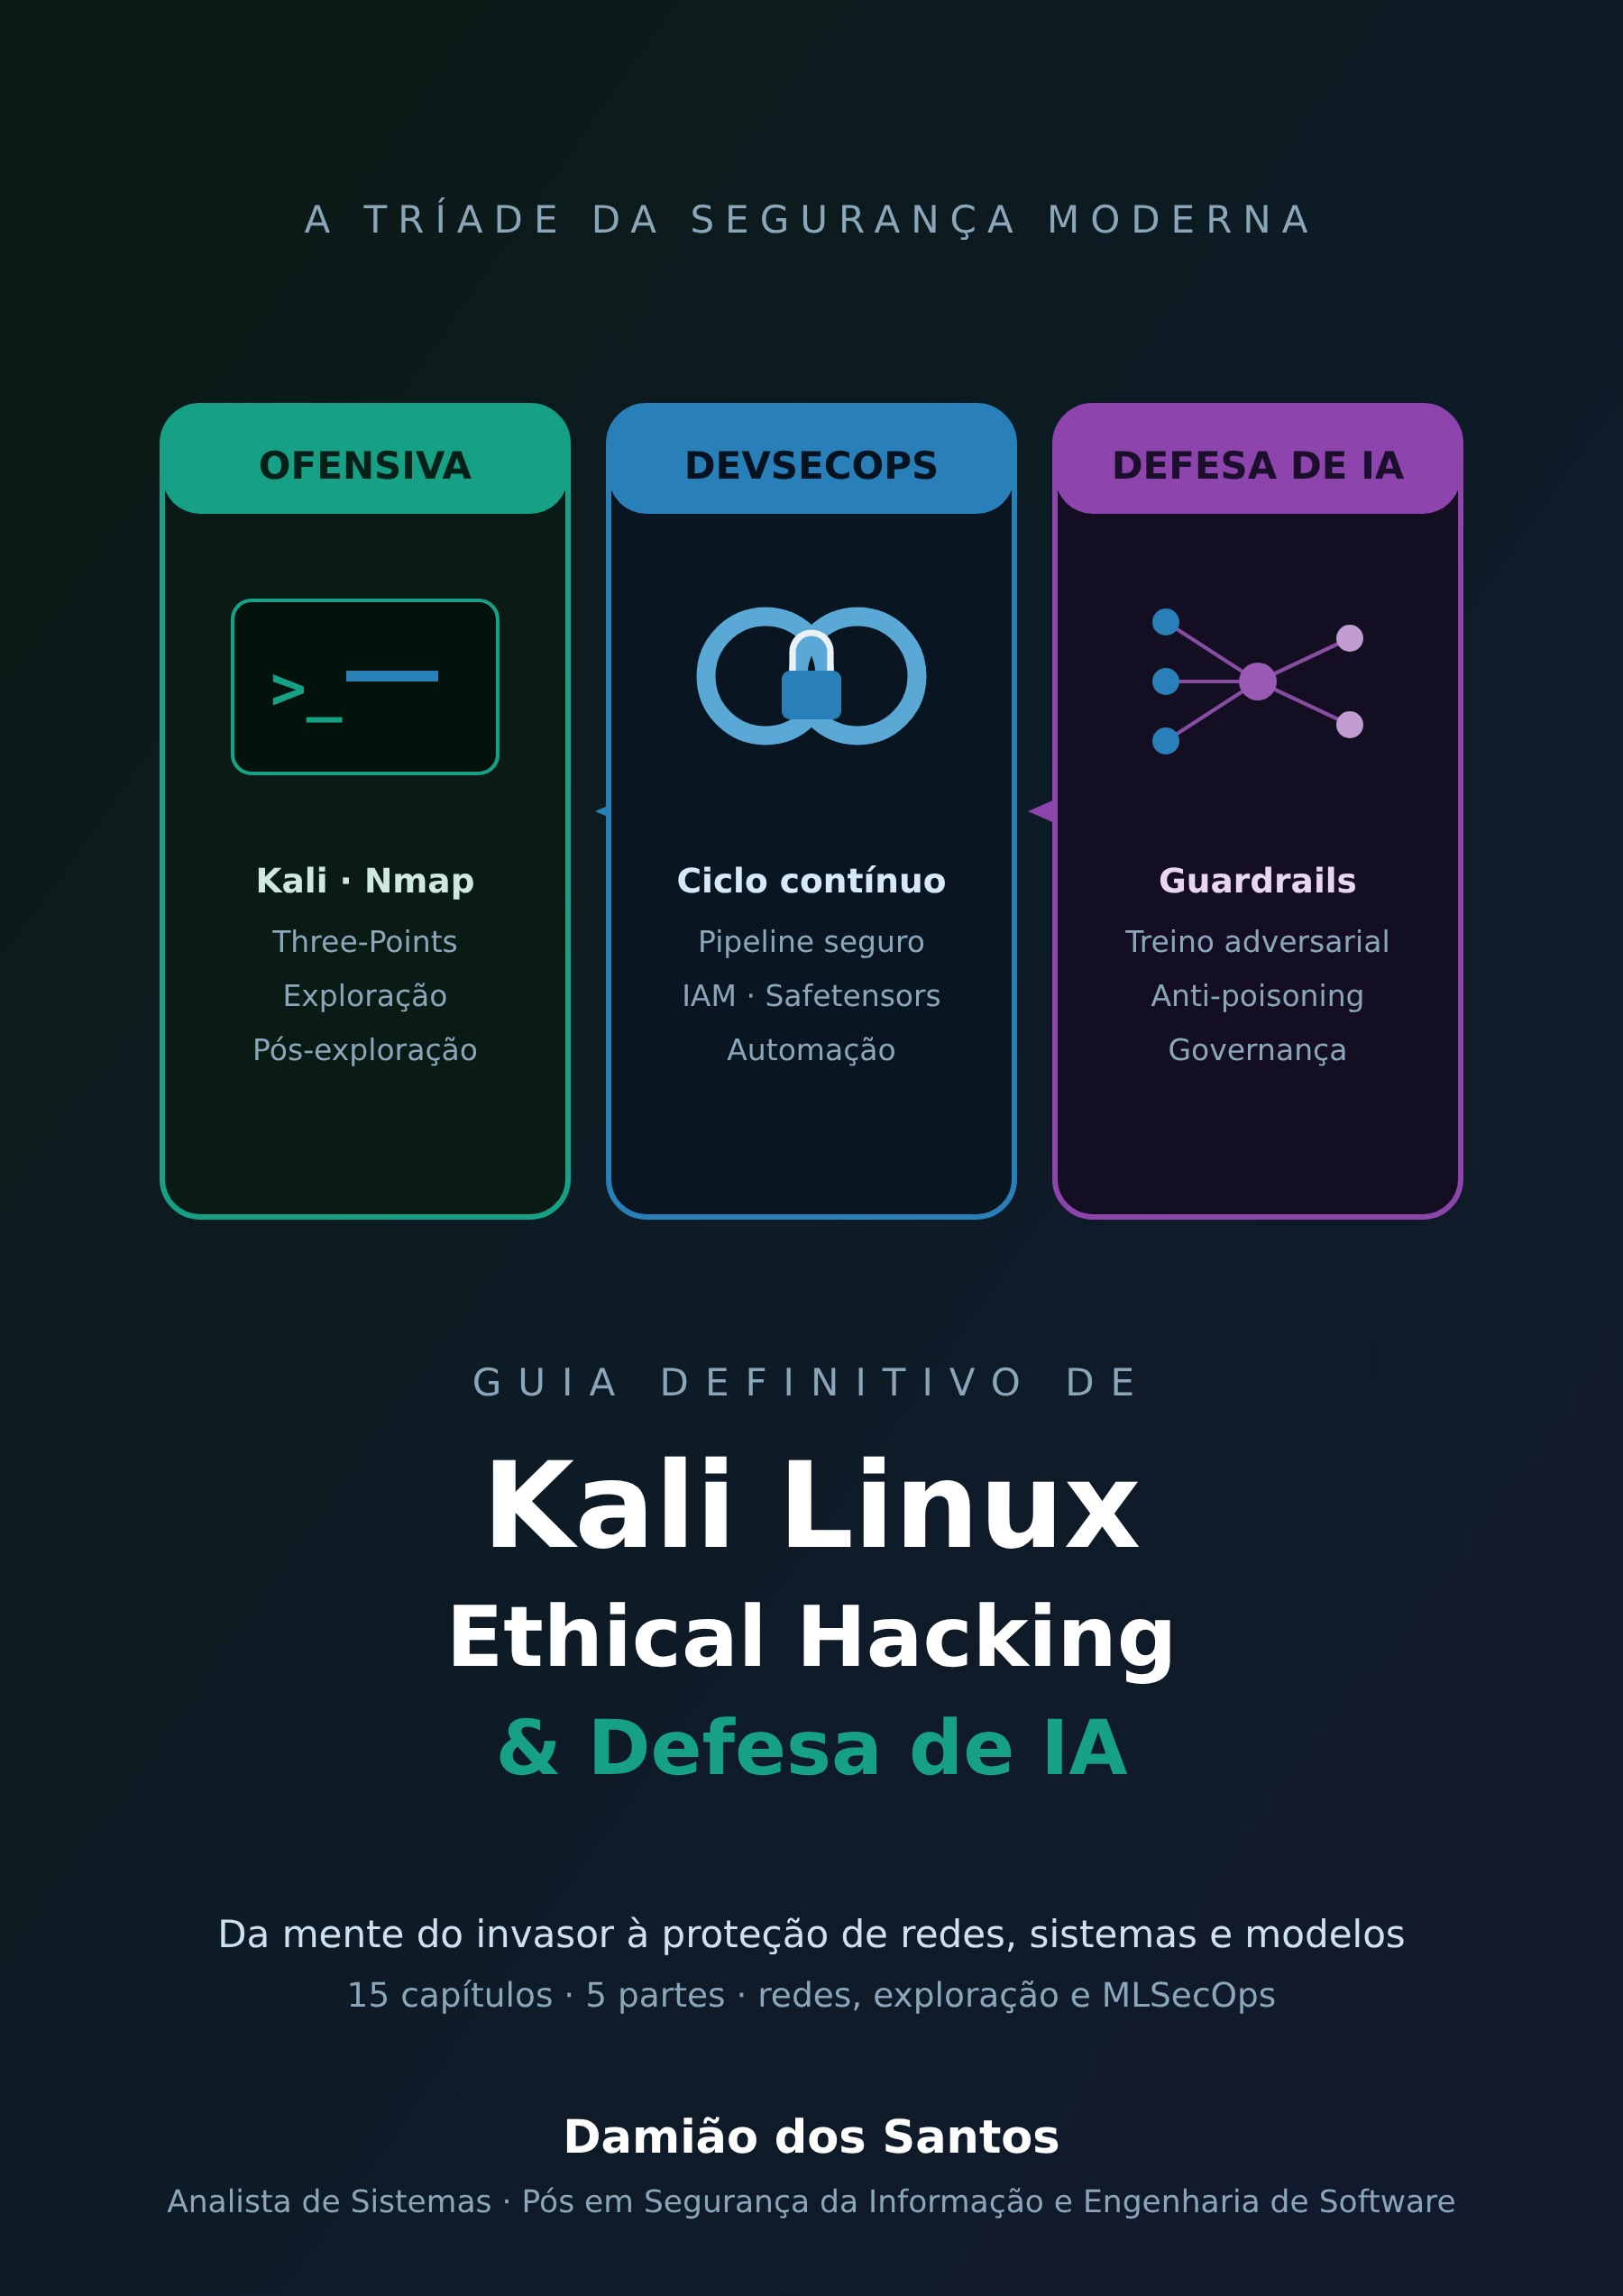 A TRÍADE DA SEGURANÇA MODERNA
OFENSIVA
>_
Kali · Nmap
Three-Points
Exploração
Pós-exploração
DEVSECOPS
Ciclo contínuo
Pipeline seguro
IAM · Safetensors
Automação
DEFESA DE IA
Guardrails
Treino adversarial
Anti-poisoning
Governança
GUIA DEFINITIVO DE
Kali Linux
Ethical Hacking
& Defesa de IA
Da mente do invasor à proteção de redes, sistemas e modelos
15 capítulos · 5 partes · redes, exploração e MLSecOps
Damião dos Santos
Analista de Sistemas · Pós em Segurança da Informação e Engenharia de Software